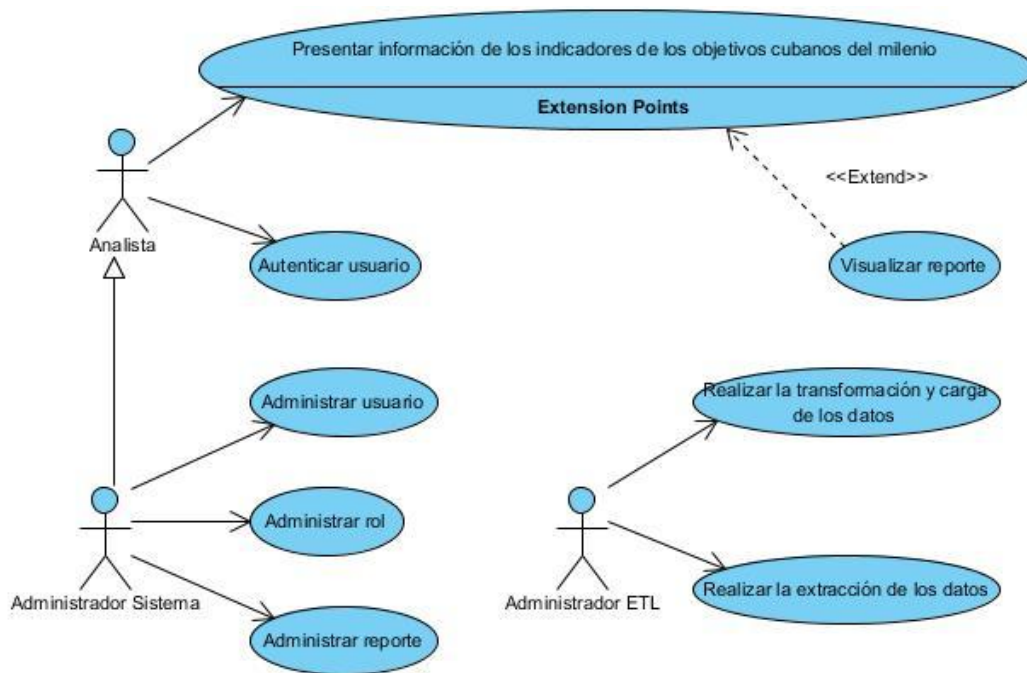 Presentar información de los indicadores de los objetivos cubanos del milenio
Extension Points
<<Extend>>
Analista
Autenticar usuario
Visualizar reporte
Administrar usuario
Realizar la transformación y carga
de los datos
Administrar rol
Realizar la extracción de los datos
Administrador Sistema
Administrador ETL
Administrar reporte